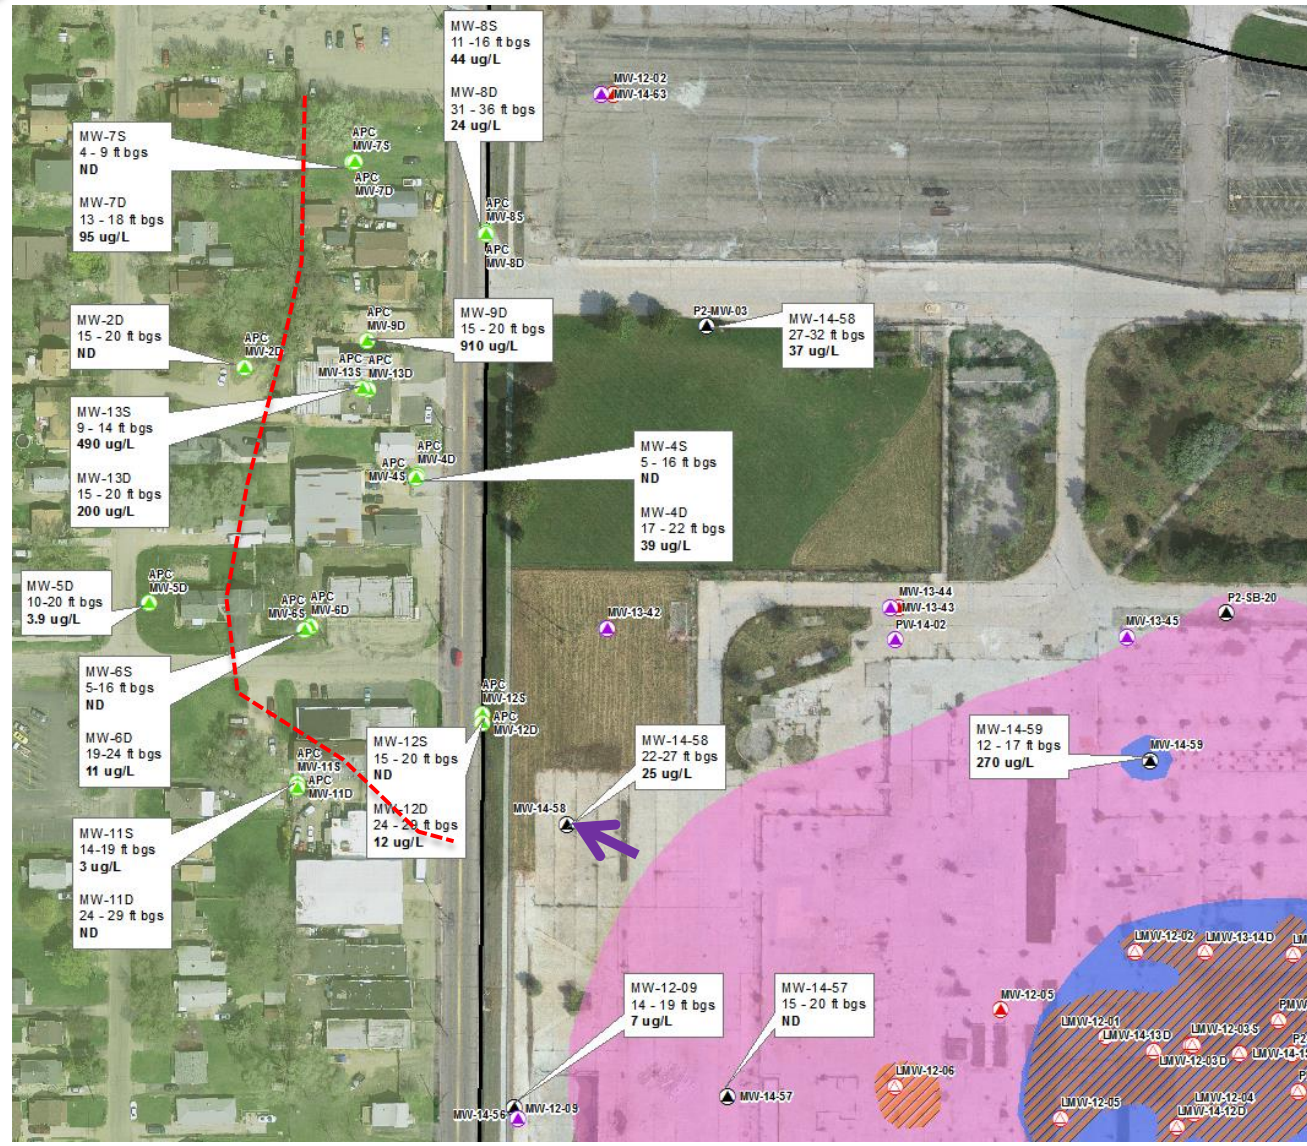 MW-8S
11 -16 ft bgs
44 ug/L
MW-8D
31 - 36 ft bgs
24 ug/L
MW-12-02
MW-14-63
MW-7S
4 - 9 ft bgs
ND
MW-7D
13 - 18 ft bgs
95 ug/L
APC
MW-7S
APC
MW-7D
APC
MW-8S
APC
MW-8D
MW-2D
15 - 20 ft bgs
ND
APC
MW-2D
APC
MW-9D
MW-9D
15 - 20 ft bgs
910 ug/L
P2-MW-03
MW-14-58
27-32 ft bgs
37 ug/L
APC
MW-13S
APC
MW-13D
MW-13S
9 - 14 ft bgs
490 ug/L
MW-13D
15 - 20 ft bgs
200 ug/L
APC
MW-4S
APC
MW-4D
MW-4S
5 - 16 ft bgs
ND
MW-4D
17 - 22 ft bgs
39 ug/L
MW-5D
10-20 ft bgs
3.9 ug/L
APC
MW-5D
APC
MW-6S
APC
MW-6D
MW-13-42
MW-13-44
MW-13-43
PW-14-02
MW-13-45
P2-SB-20
MW-6S
5-16 ft bgs
ND
MW-6D
19-24 ft bgs
11 ug/L
APC
MW-12S
APC
MW-12D
MW-12S
15 - 20 ft bgs
ND
MW-12D
24 - 29 ft bgs
12 ug/L
MW-14-58
22-27 ft bgs
25 ug/L
MW-14-58
MW-14-59
12 - 17 ft bgs
270 ug/L
MW-14-59
APC
MW-11S
APC
MW-11D
MW-11S
14-19 ft bgs
3 ug/L
MW-11D
24 - 29 ft bgs
ND
MW-12-09
14 - 19 ft bgs
7 ug/L
MW-14-57
15 - 20 ft bgs
ND
LMW-12-02
LMW-13-14D
MW-12-05
LMW-12-01
LMW-14-13D
LMW-12-03S
LMW-12-03D
LMW-12-06
LMW-12-04
LMW-14-12D
LMW-12-05
MW-14-56
MW-12-09
MW-14-57